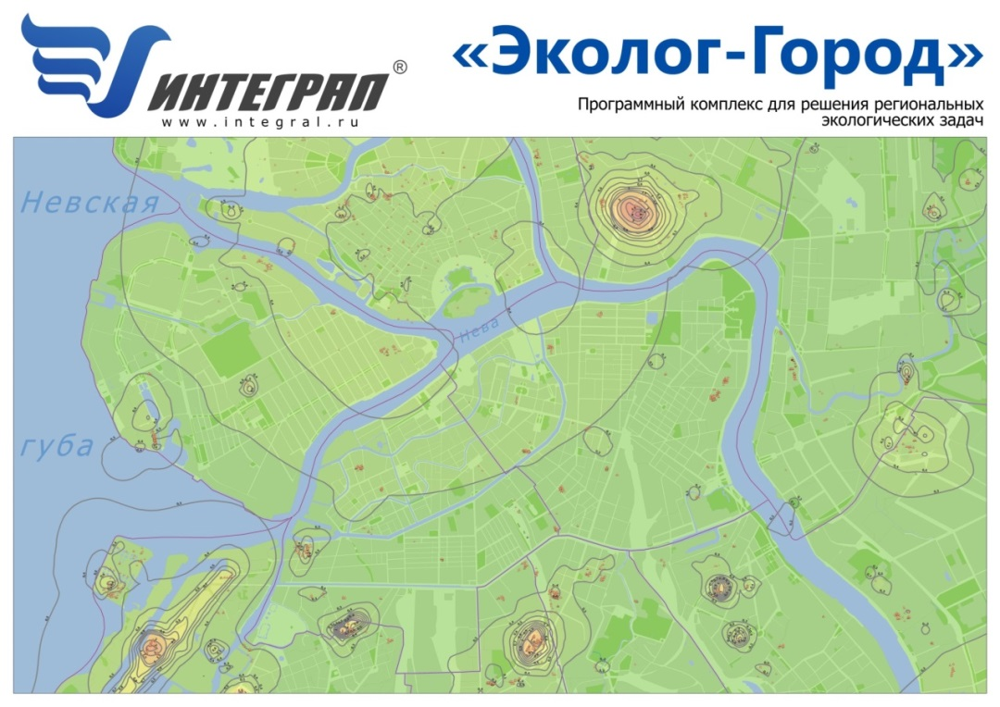 ИНТЕГРАЛ®
www.integral.ru
«Эколог-Город»
Программный комплекс для решения региональных
экологических задач
Невская
Нева
губа